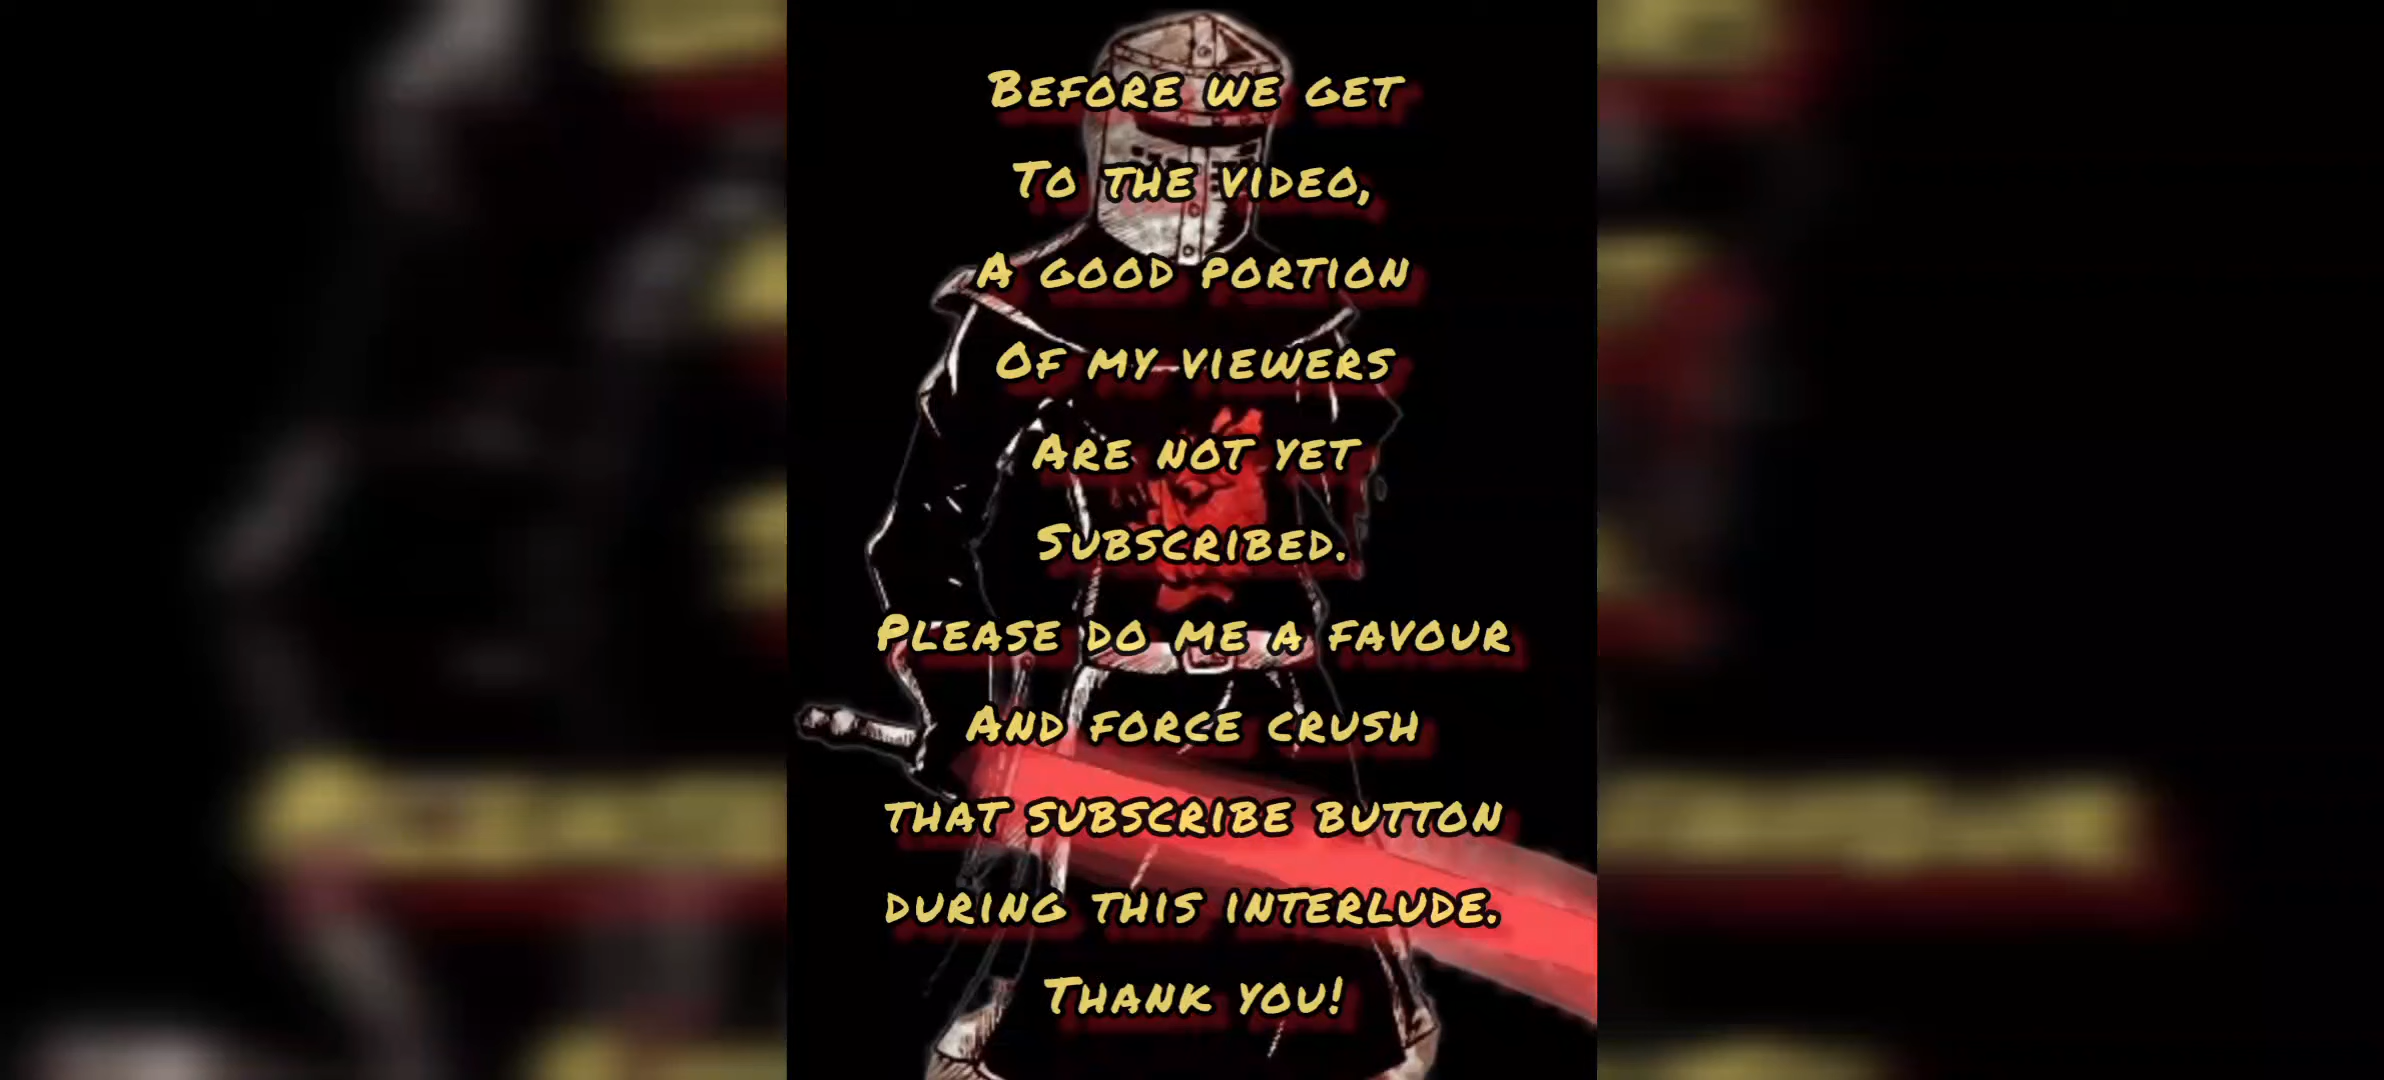 Before we get
To the video,
A good portion
Of my viewers
Are not yet
Subscribed.
Please do me a favour
And force crush
that subscribe button
during this interlude.
Thank you!